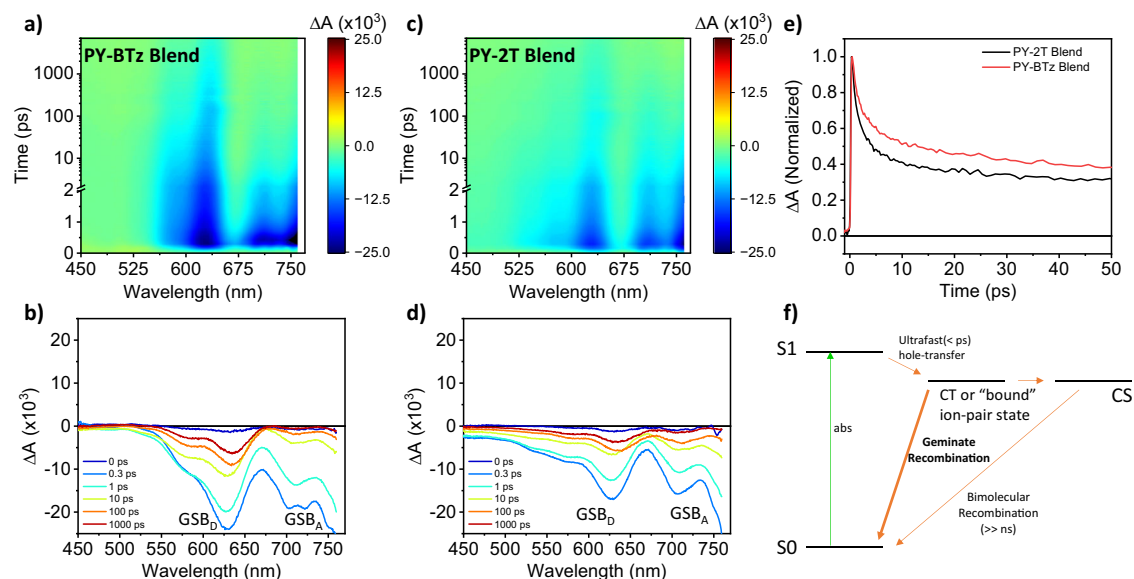 a)
PY-BTz Blend
ΔA (x10³)
25.0
12.5
0.0
−12.5
−25.0
Time (ps)
1000
10
2
1
0
450 525 600 675 750
Wavelength (nm)
c)
PY-2T Blend
ΔA (x10³)
25.0
12.5
0.0
−12.5
−25.0
Time (ps)
1000
10
2
1
0
450 525 600 675 750
Wavelength (nm)
e)
PY-2T Blend
PY-BTz Blend
ΔA (Normalized)
1.0
0.8
0.6
0.4
0.2
0.0
0 10 20 30 40 50
Time (ps)
b)
ΔA (x10³)
20
10
0
-10
-20
0 ps
0.3 ps
1 ps
10 ps
100 ps
1000 ps
GSB_D
GSB_A
450 500 550 600 650 700 750
Wavelength (nm)
d)
ΔA (x10³)
20
10
0
-10
-20
0 ps
0.3 ps
1 ps
10 ps
100 ps
1000 ps
GSB_D
GSB_A
450 500 550 600 650 700 750
Wavelength (nm)
f)
S1
Ultrafast(< ps)
hole-transfer
CT or “bound”
ion-pair state
CS
abs
Geminate
Recombination
Bimolecular
Recombination
(>> ns)
S0